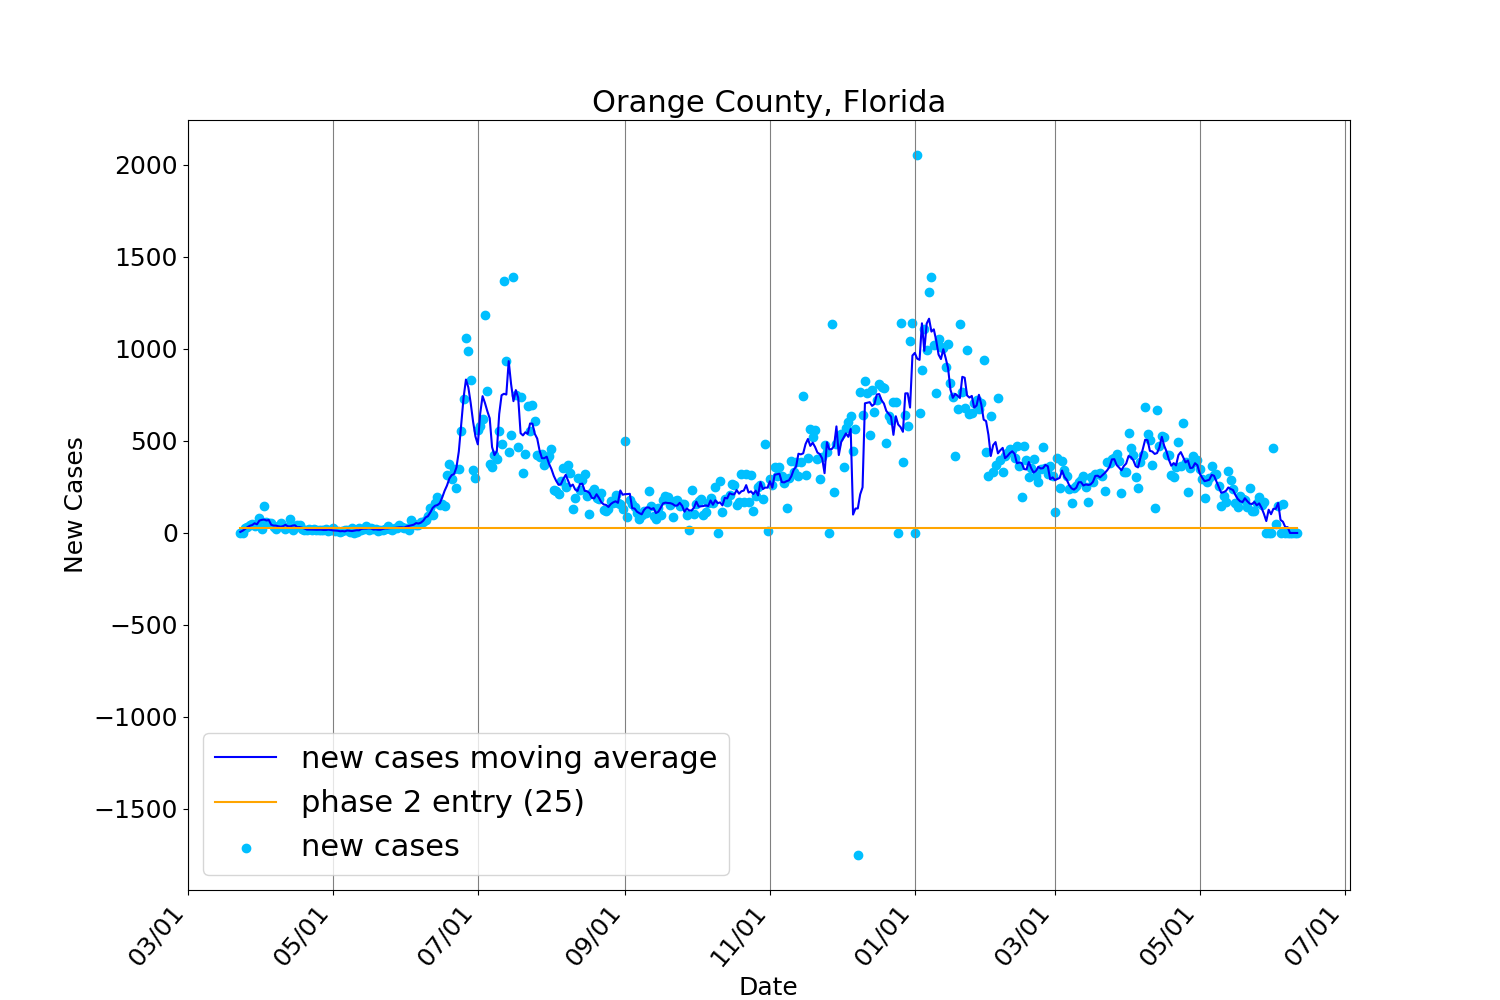 Orange County, Florida
2000
1500
1000
500
0
−500
−1000
−1500
New Cases
new cases moving average
phase 2 entry (25)
new cases
03/01
05/01
07/01
09/01
11/01
01/01
03/01
05/01
07/01
Date